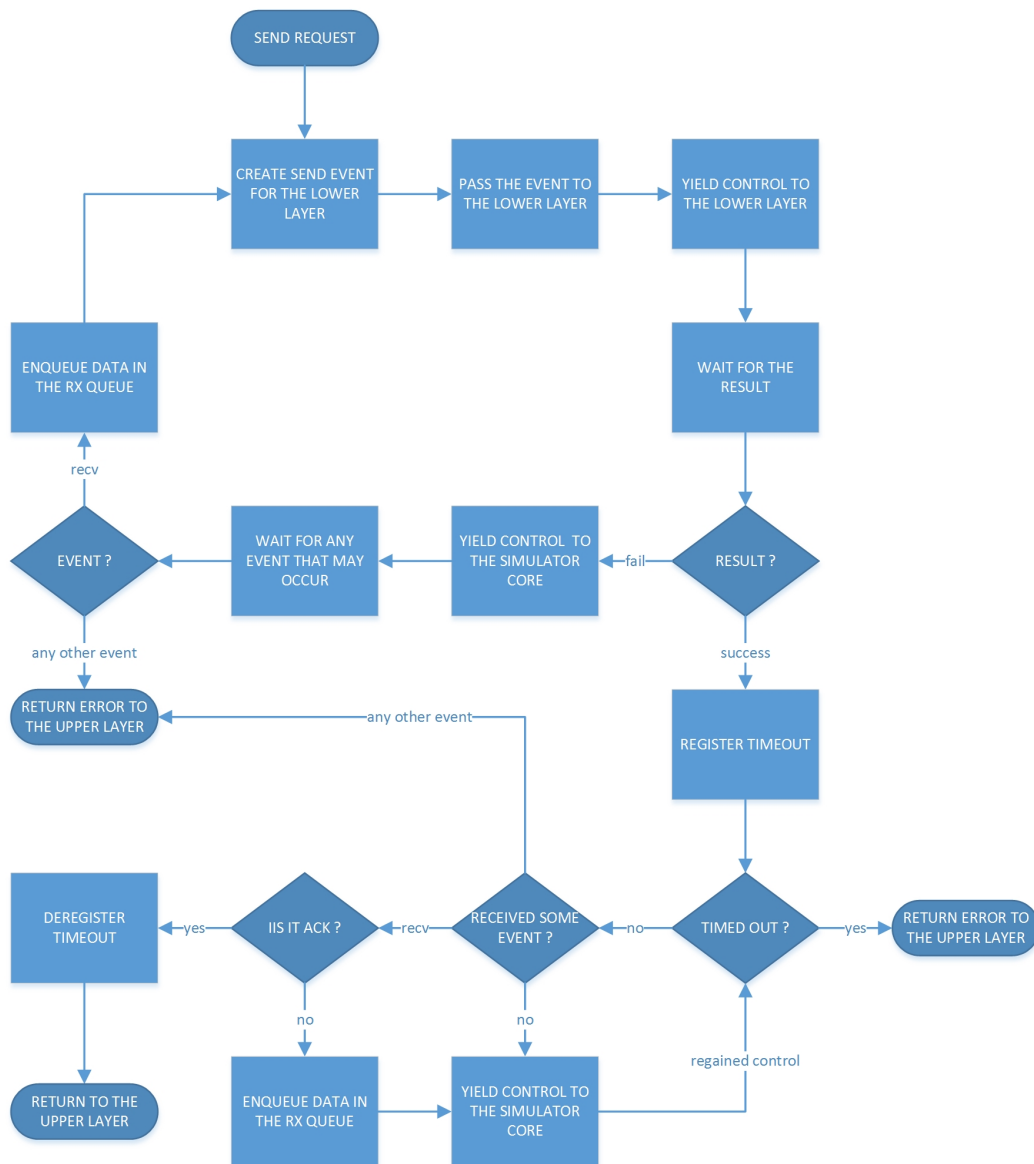 SEND REQUEST
CREATE SEND EVENT
FOR THE LOWER
LAYER
PASS THE EVENT TO
THE LOWER LAYER
YIELD CONTROL TO
THE LOWER LAYER
ENQUEUE DATA IN
THE RX QUEUE
WAIT FOR THE
RESULT
recv
EVENT ?
WAIT FOR ANY
EVENT THAT MAY
OCCUR
YIELD CONTROL TO
THE SIMULATOR
CORE
fail
RESULT ?
any other event
success
RETURN ERROR TO
THE UPPER LAYER
any other event
REGISTER TIMEOUT
DEREGISTER
TIMEOUT
yes
IIS IT ACK ?
recv
RECEIVED SOME
EVENT ?
no
TIMED OUT ?
yes
RETURN ERROR TO
THE UPPER LAYER
no
no
regained control
RETURN TO THE
UPPER LAYER
ENQUEUE DATA IN
THE RX QUEUE
YIELD CONTROL TO
THE SIMULATOR
CORE